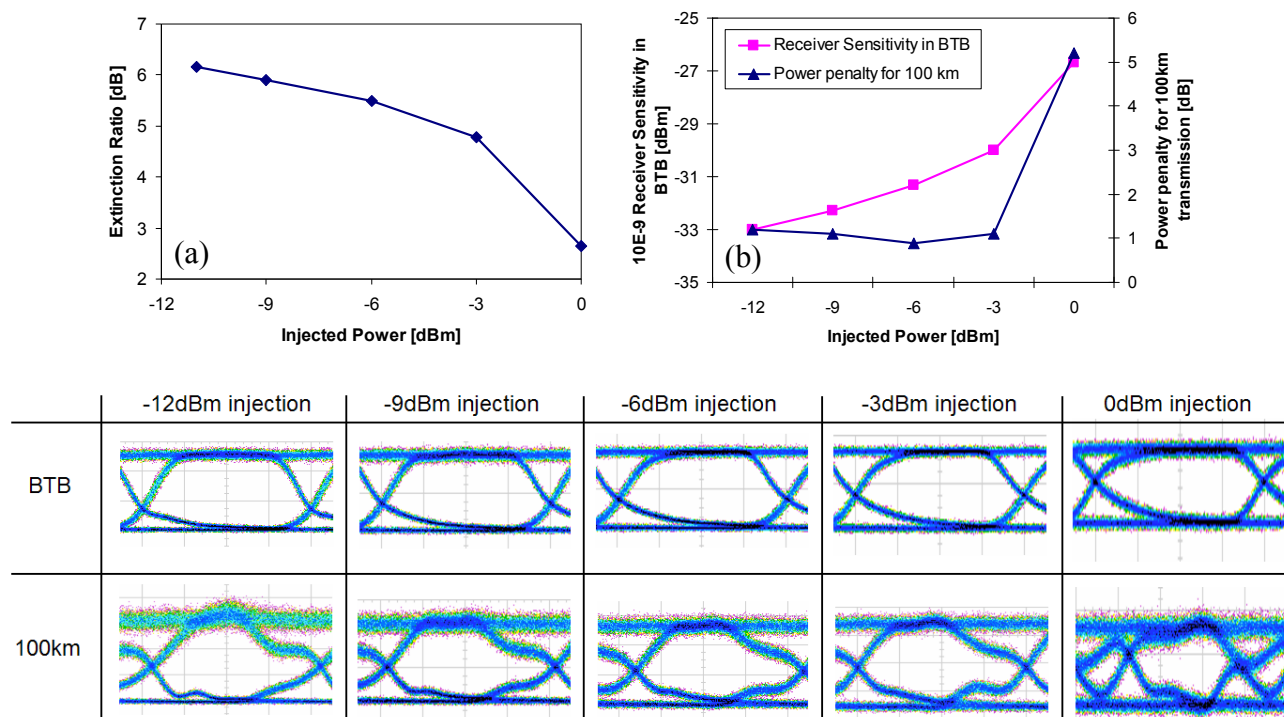 7
6
5
4
3
2
Extinction Ratio [dB]
(a)
-12 -9 -6 -3 0
Injected Power [dBm]
-25
-27
-29
-31
-33
-35
10E-9 Receiver Sensitivity in
BTB [dBm]
Receiver Sensitivity in BTB
Power penalty for 100 km
(b)
6
5
4
3
2
1
0
Power penalty for 100km
transmission [dB]
-12 -9 -6 -3 0
Injected Power [dBm]
-12dBm injection -9dBm injection -6dBm injection -3dBm injection 0dBm injection
BTB
100km